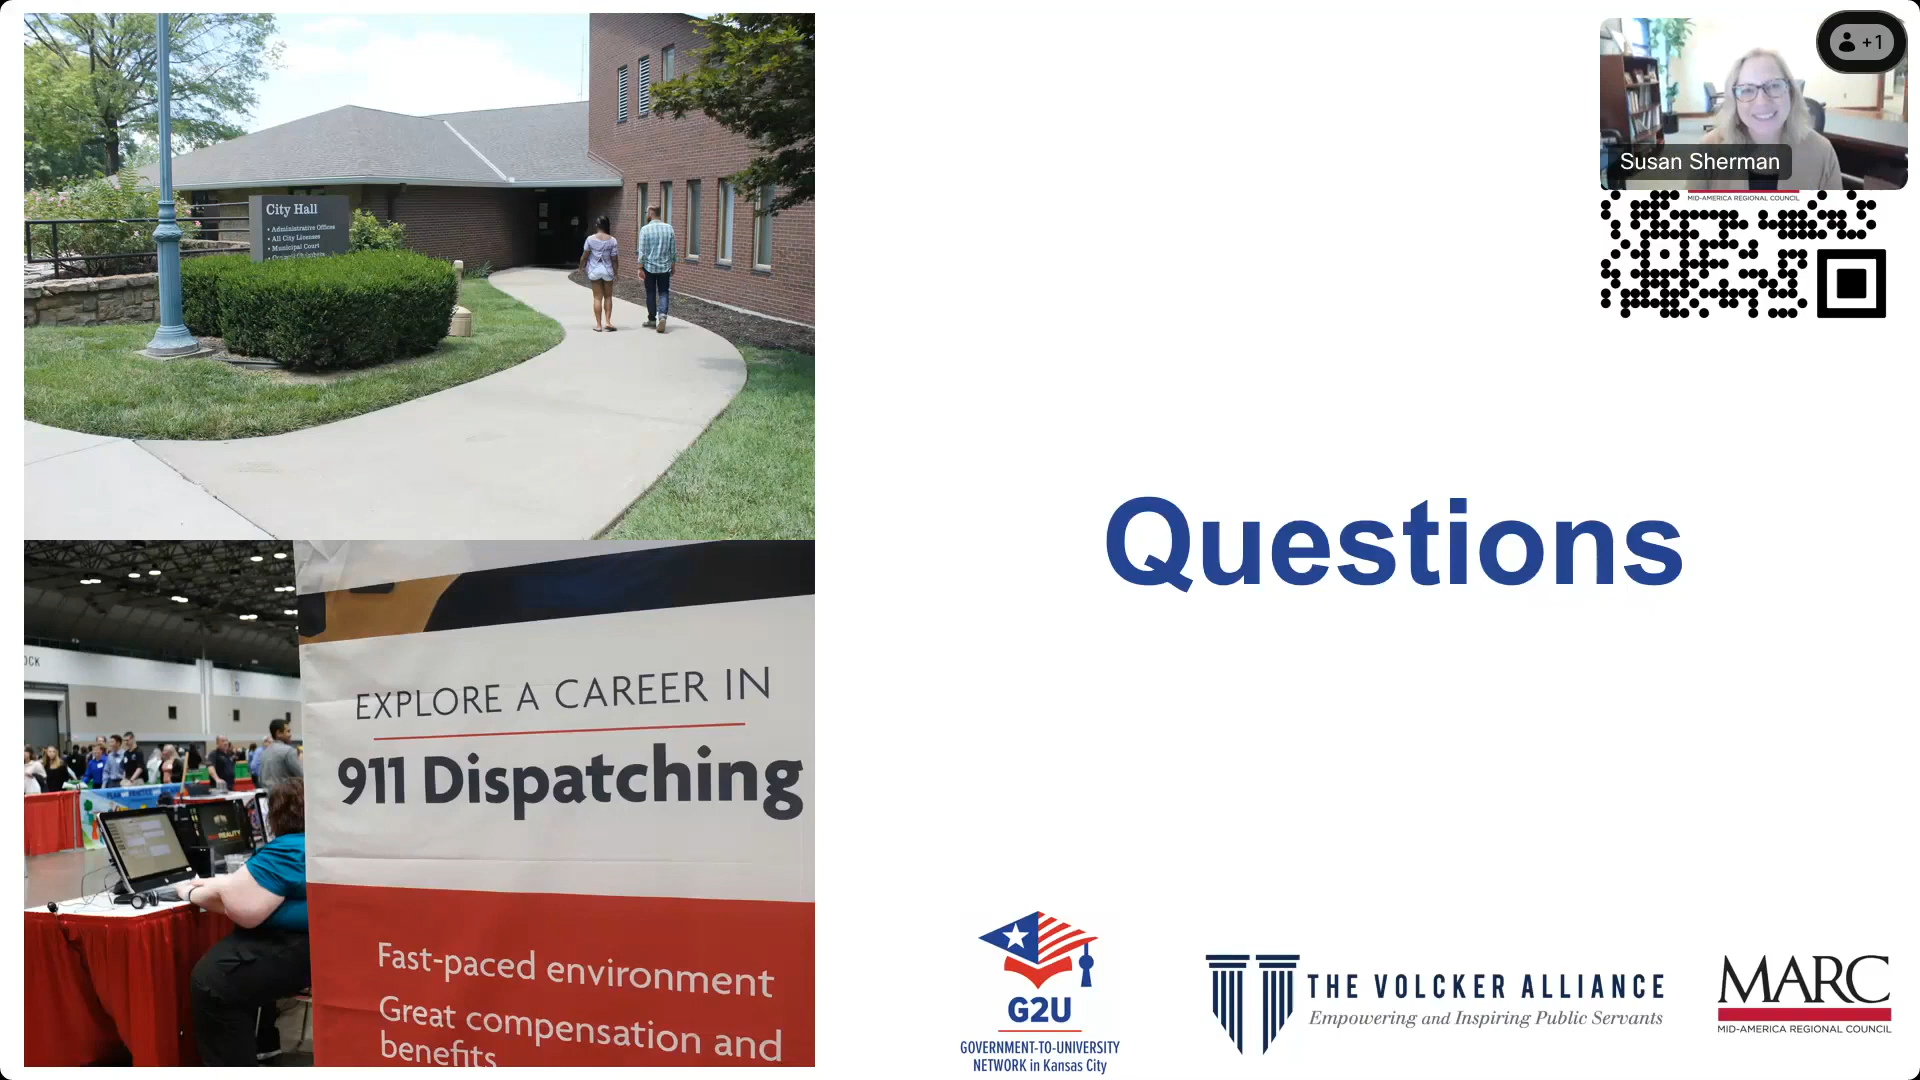 City Hall
• Administrative Offices
• All City Licenses
• Municipal Court
EXPLORE A CAREER IN
911 Dispatching
Fast-paced environment
Great compensation and
benefits
+1
Susan Sherman
MID-AMERICA REGIONAL COUNCIL
Questions
G2U
GOVERNMENT-TO-UNIVERSITY
NETWORK in Kansas City
THE VOLCKER ALLIANCE
Empowering and Inspiring Public Servants
MARC
MID-AMERICA REGIONAL COUNCIL